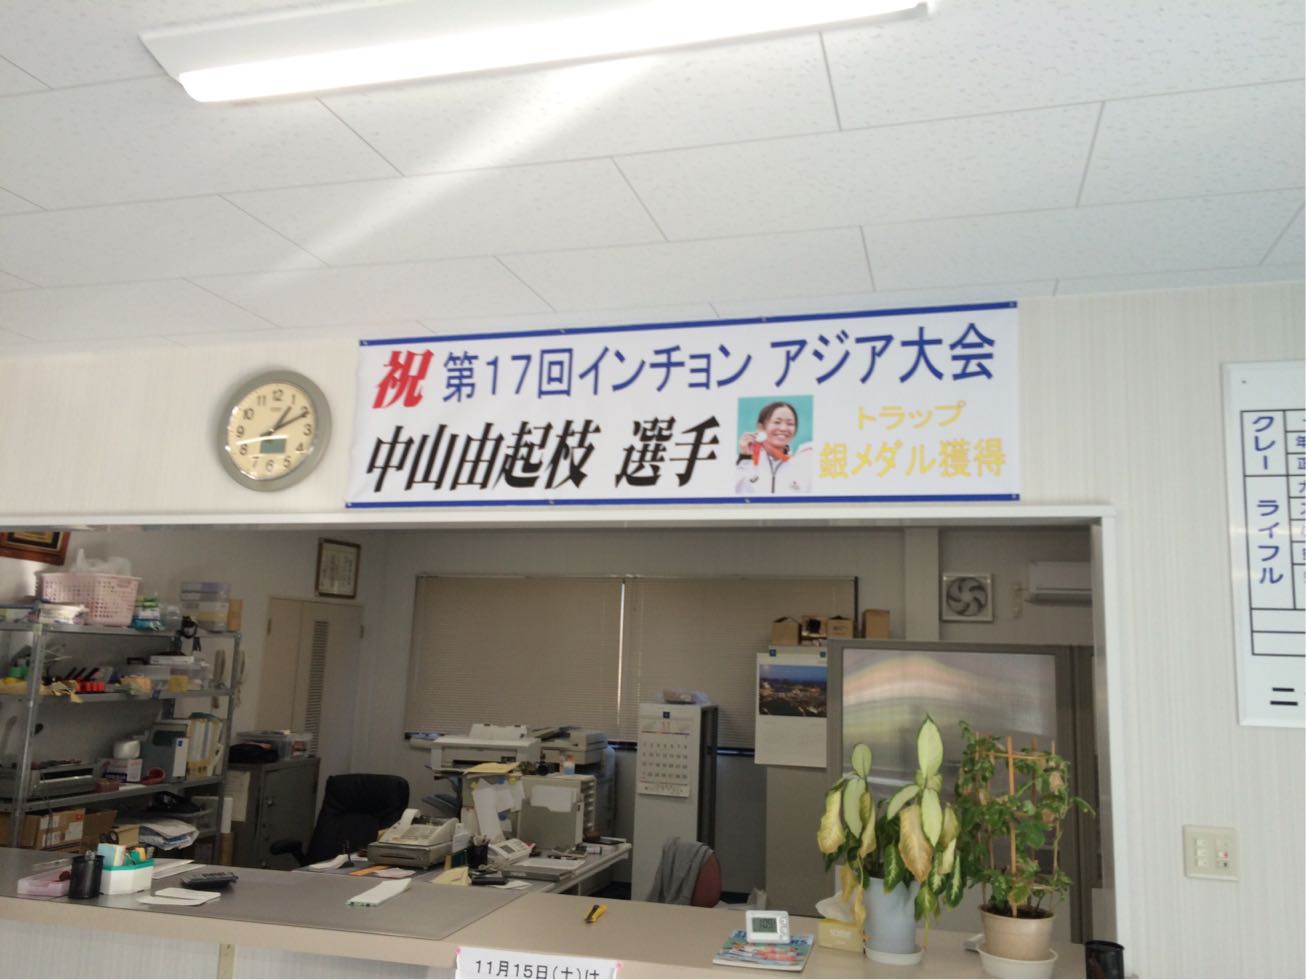 祝 第17回インチョン アジア大会
中山由起枝 選手
トラップ
銀メダル獲得
クレー ライフル
11月15日(土)は